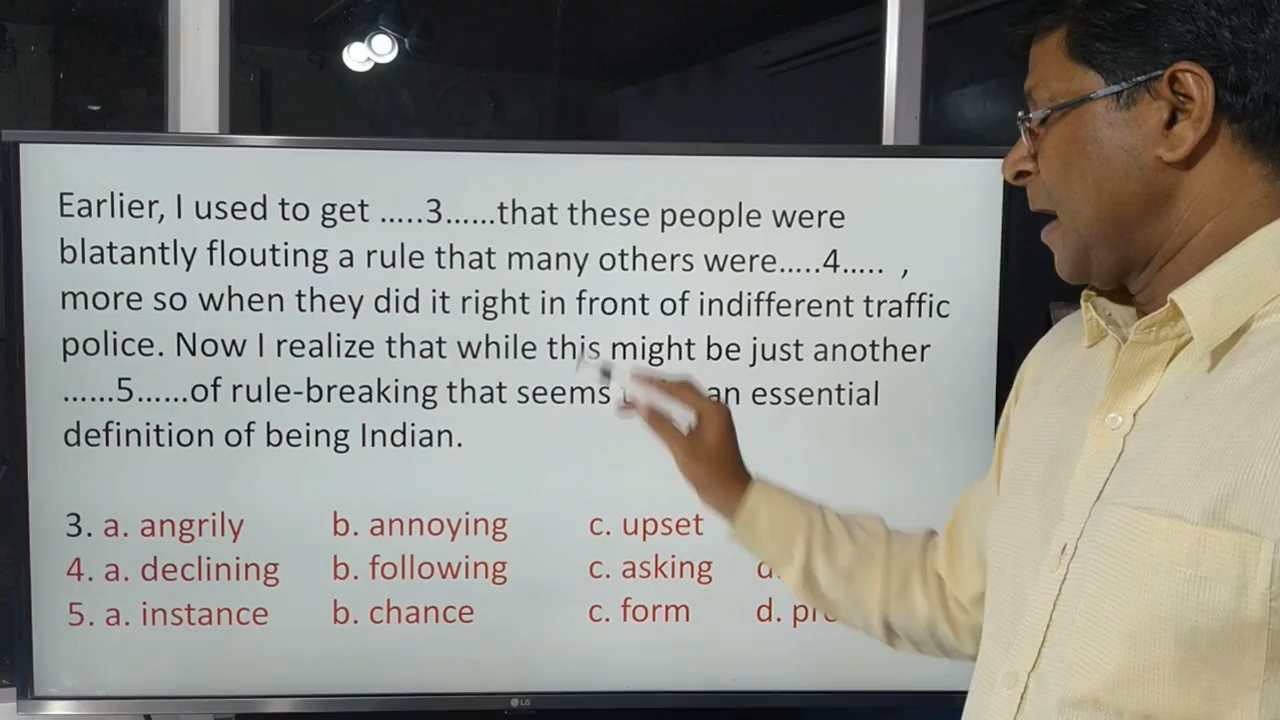 Earlier, I used to get .....3......that these people were
blatantly flouting a rule that many others were.....4..... ,
more so when they did it right in front of indifferent traffic
police. Now I realize that while this might be just another
......5......of rule-breaking that seems an essential
definition of being Indian.
3. a. angrily b. annoying c. upset
4. a. declining b. following c. asking d.
5. a. instance b. chance c. form d.
LG